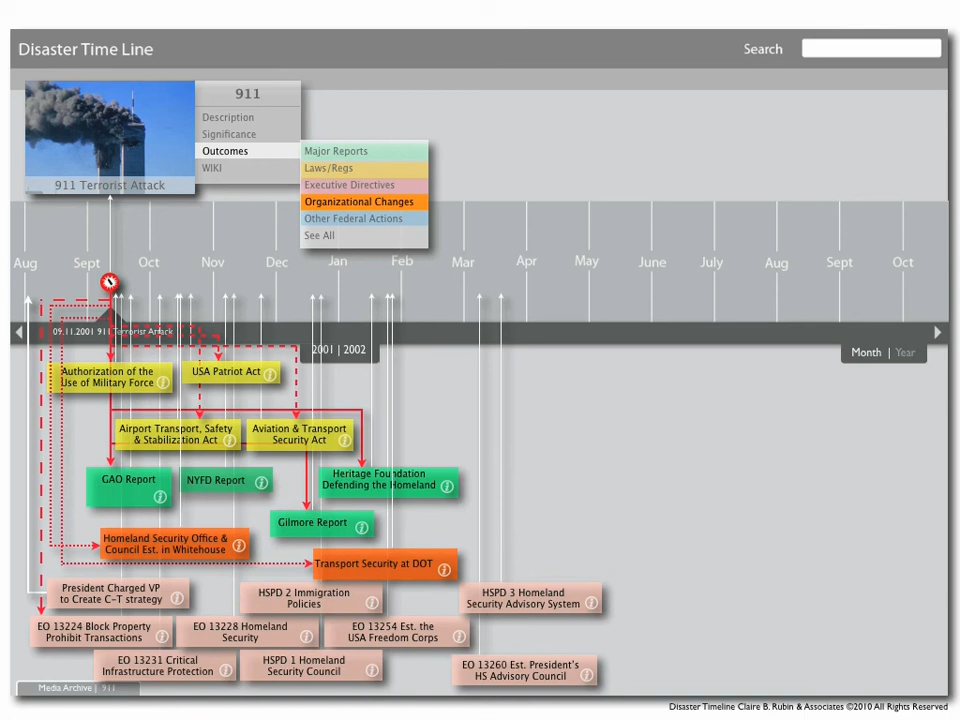 Disaster Time Line
Search
911
Description
Significance
Outcomes
WIKI
911 Terrorist Attack
Major Reports
Laws/Regs
Executive Directives
Organizational Changes
Other Federal Actions
See All
Aug Sept Oct Nov Dec Jan Feb Mar Apr May June July Aug Sept Oct
09.11.2001 911 Terrorist Attack
2001 | 2002
Month | Year
Authorization of the
Use of Military Force
USA Patriot Act
Airport Transport, Safety
& Stabilization Act
Aviation & Transport
Security Act
GAO Report
NYFD Report
Heritage Foundation
Defending the Homeland
Gilmore Report
Homeland Security Office &
Council Est. in Whitehouse
Transport Security at DOT
President Charged VP
to Create C-T strategy
HSPD 2 Immigration
Policies
HSPD 3 Homeland
Security Advisory System
EO 13224 Block Property
Prohibit Transactions
EO 13228 Homeland
Security
EO 13254 Est. the
USA Freedom Corps
EO 13231 Critical
Infrastructure Protection
HSPD 1 Homeland
Security Council
EO 13260 Est. President's
HS Advisory Council
Media Archive | 911
Disaster Timeline Claire B. Rubin & Associates ©2010 All Rights Reserved